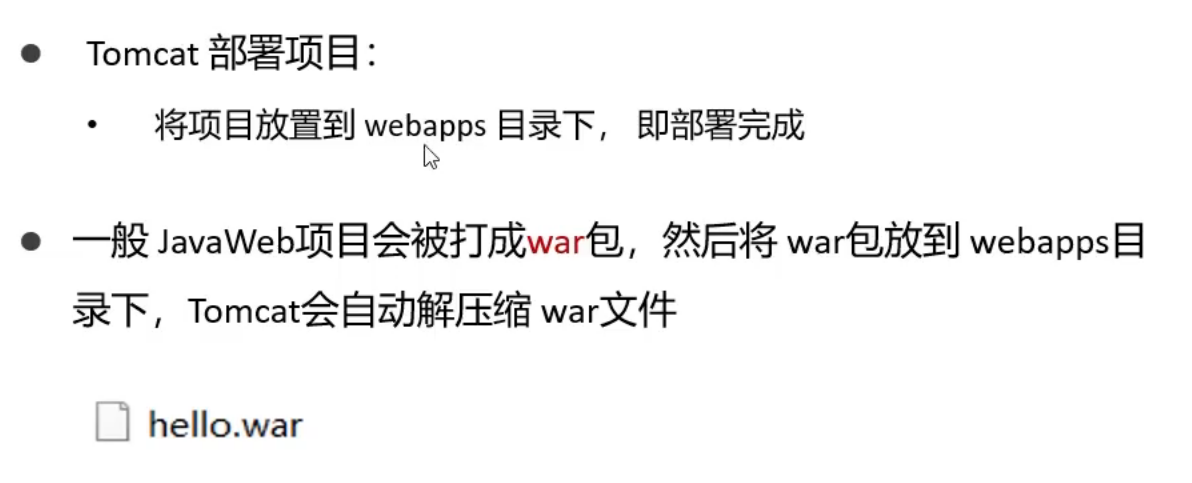 Tomcat 部署项目：
将项目放置到 webapps 目录下， 即部署完成
一般 JavaWeb项目会被打成war包，然后将 war包放到 webapps目
录下，Tomcat会自动解压缩 war文件
hello.war